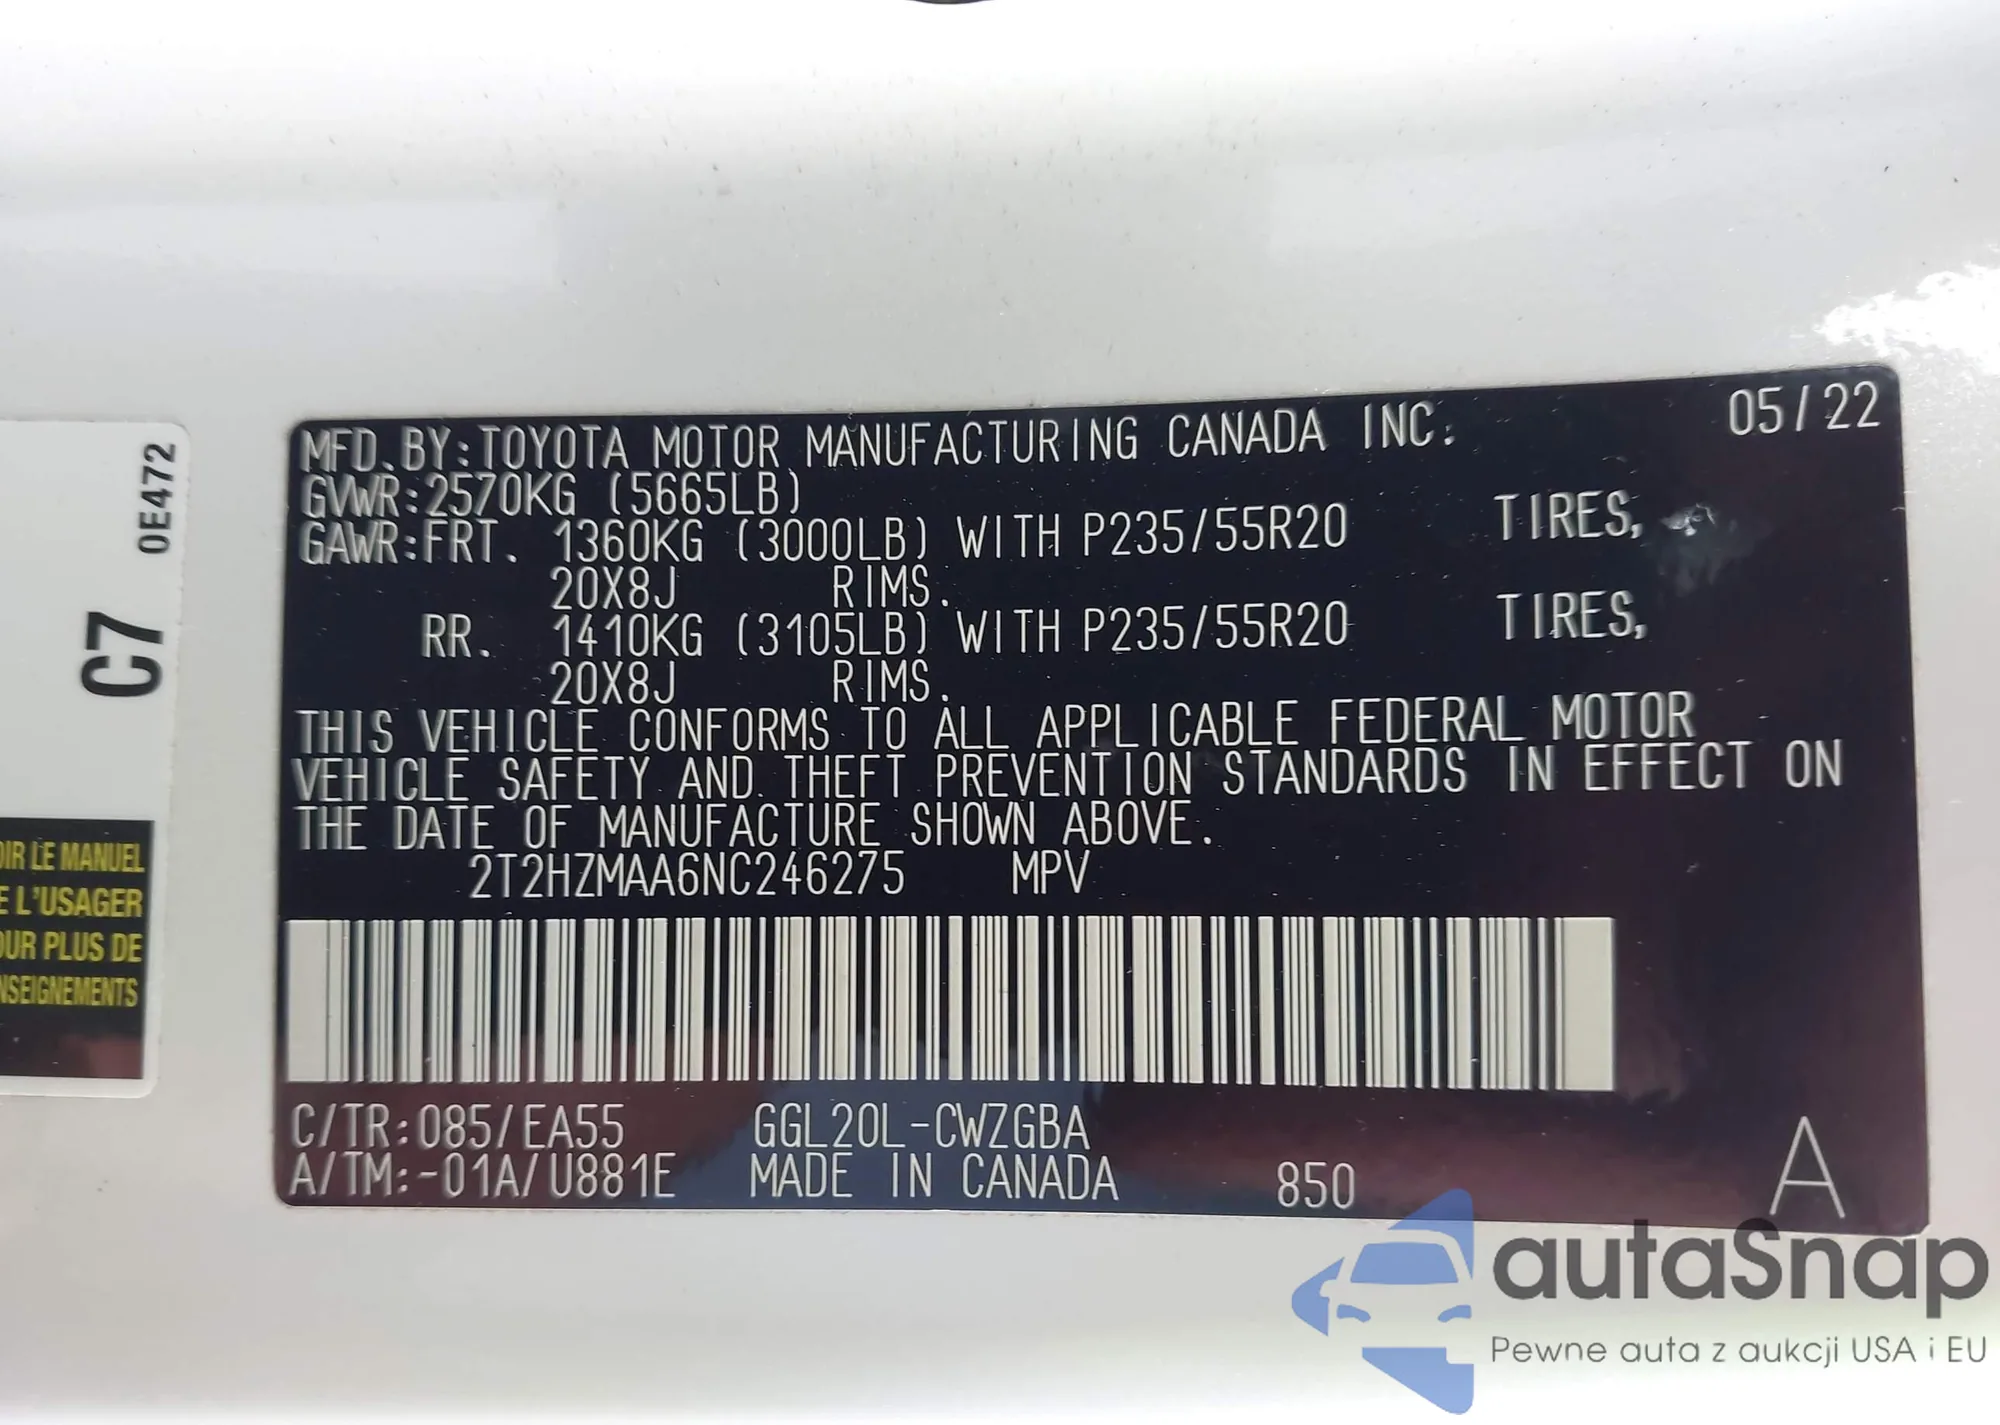 MFD.BY:TOYOTA MOTOR MANUFACTURING CANADA INC. 05/22
GVWR:2570KG (5665LB)
GAWR:FRT. 1360KG (3000LB) WITH P235/55R20 TIRES,
20X8J RIMS.
RR. 1410KG (3105LB) WITH P235/55R20 TIRES,
20X8J RIMS.
THIS VEHICLE CONFORMS TO ALL APPLICABLE FEDERAL MOTOR
VEHICLE SAFETY AND THEFT PREVENTION STANDARDS IN EFFECT ON
THE DATE OF MANUFACTURE SHOWN ABOVE.
2T2HZMAA6NC246275 MPV
C/TR:085/EA55 GGL20L-CWZGBA
A/TM:-01A/U881E MADE IN CANADA 850 A
C7 0E472
OIR LE MANUEL
E L'USAGER
OUR PLUS DE
NSEIGNEMENTS
autaSnap
Pewne auta z aukcji USA i EU